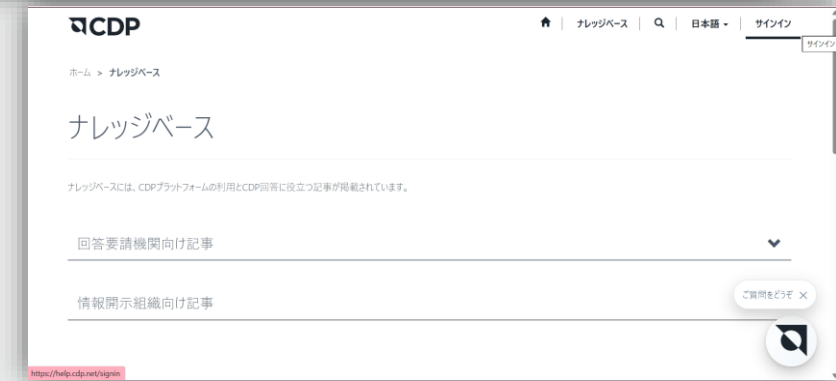 CDP
ナレッジベース
日本語
サインイン
サインイン
ホーム > ナレッジベース
ナレッジベース
ナレッジベースには、CDPプラットフォームの利用とCDP回答に役立つ記事が掲載されています。
回答要請機関向け記事
情報開示組織向け記事
ご質問をどうぞ ×
https://help.cdp.net/signin